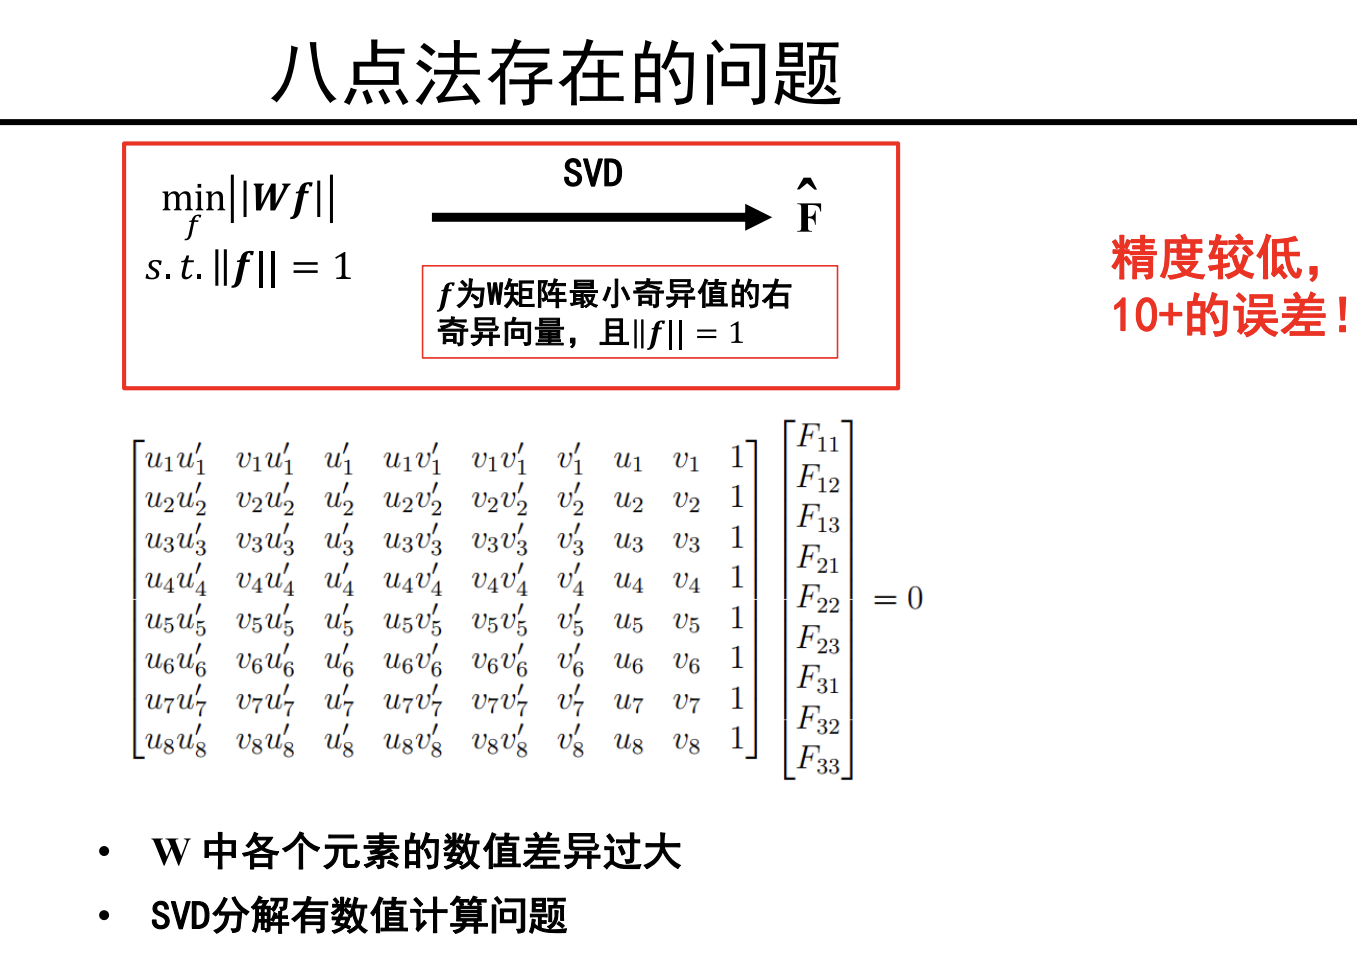 八点法存在的问题
min_f ||Wf||
s.t. ||f|| = 1
SVD
F̂
f为W矩阵最小奇异值的右
奇异向量，且||f|| = 1
精度较低，
10+的误差！
u₁u′₁ v₁u′₁ u′₁ u₁v′₁ v₁v′₁ v′₁ u₁ v₁ 1
u₂u′₂ v₂u′₂ u′₂ u₂v′₂ v₂v′₂ v′₂ u₂ v₂ 1
u₃u′₃ v₃u′₃ u′₃ u₃v′₃ v₃v′₃ v′₃ u₃ v₃ 1
u₄u′₄ v₄u′₄ u′₄ u₄v′₄ v₄v′₄ v′₄ u₄ v₄ 1
u₅u′₅ v₅u′₅ u′₅ u₅v′₅ v₅v′₅ v′₅ u₅ v₅ 1
u₆u′₆ v₆u′₆ u′₆ u₆v′₆ v₆v′₆ v′₆ u₆ v₆ 1
u₇u′₇ v₇u′₇ u′₇ u₇v′₇ v₇v′₇ v′₇ u₇ v₇ 1
u₈u′₈ v₈u′₈ u′₈ u₈v′₈ v₈v′₈ v′₈ u₈ v₈ 1
F₁₁
F₁₂
F₁₃
F₂₁
F₂₂
F₂₃
F₃₁
F₃₂
F₃₃
= 0
• W 中各个元素的数值差异过大
• SVD分解有数值计算问题